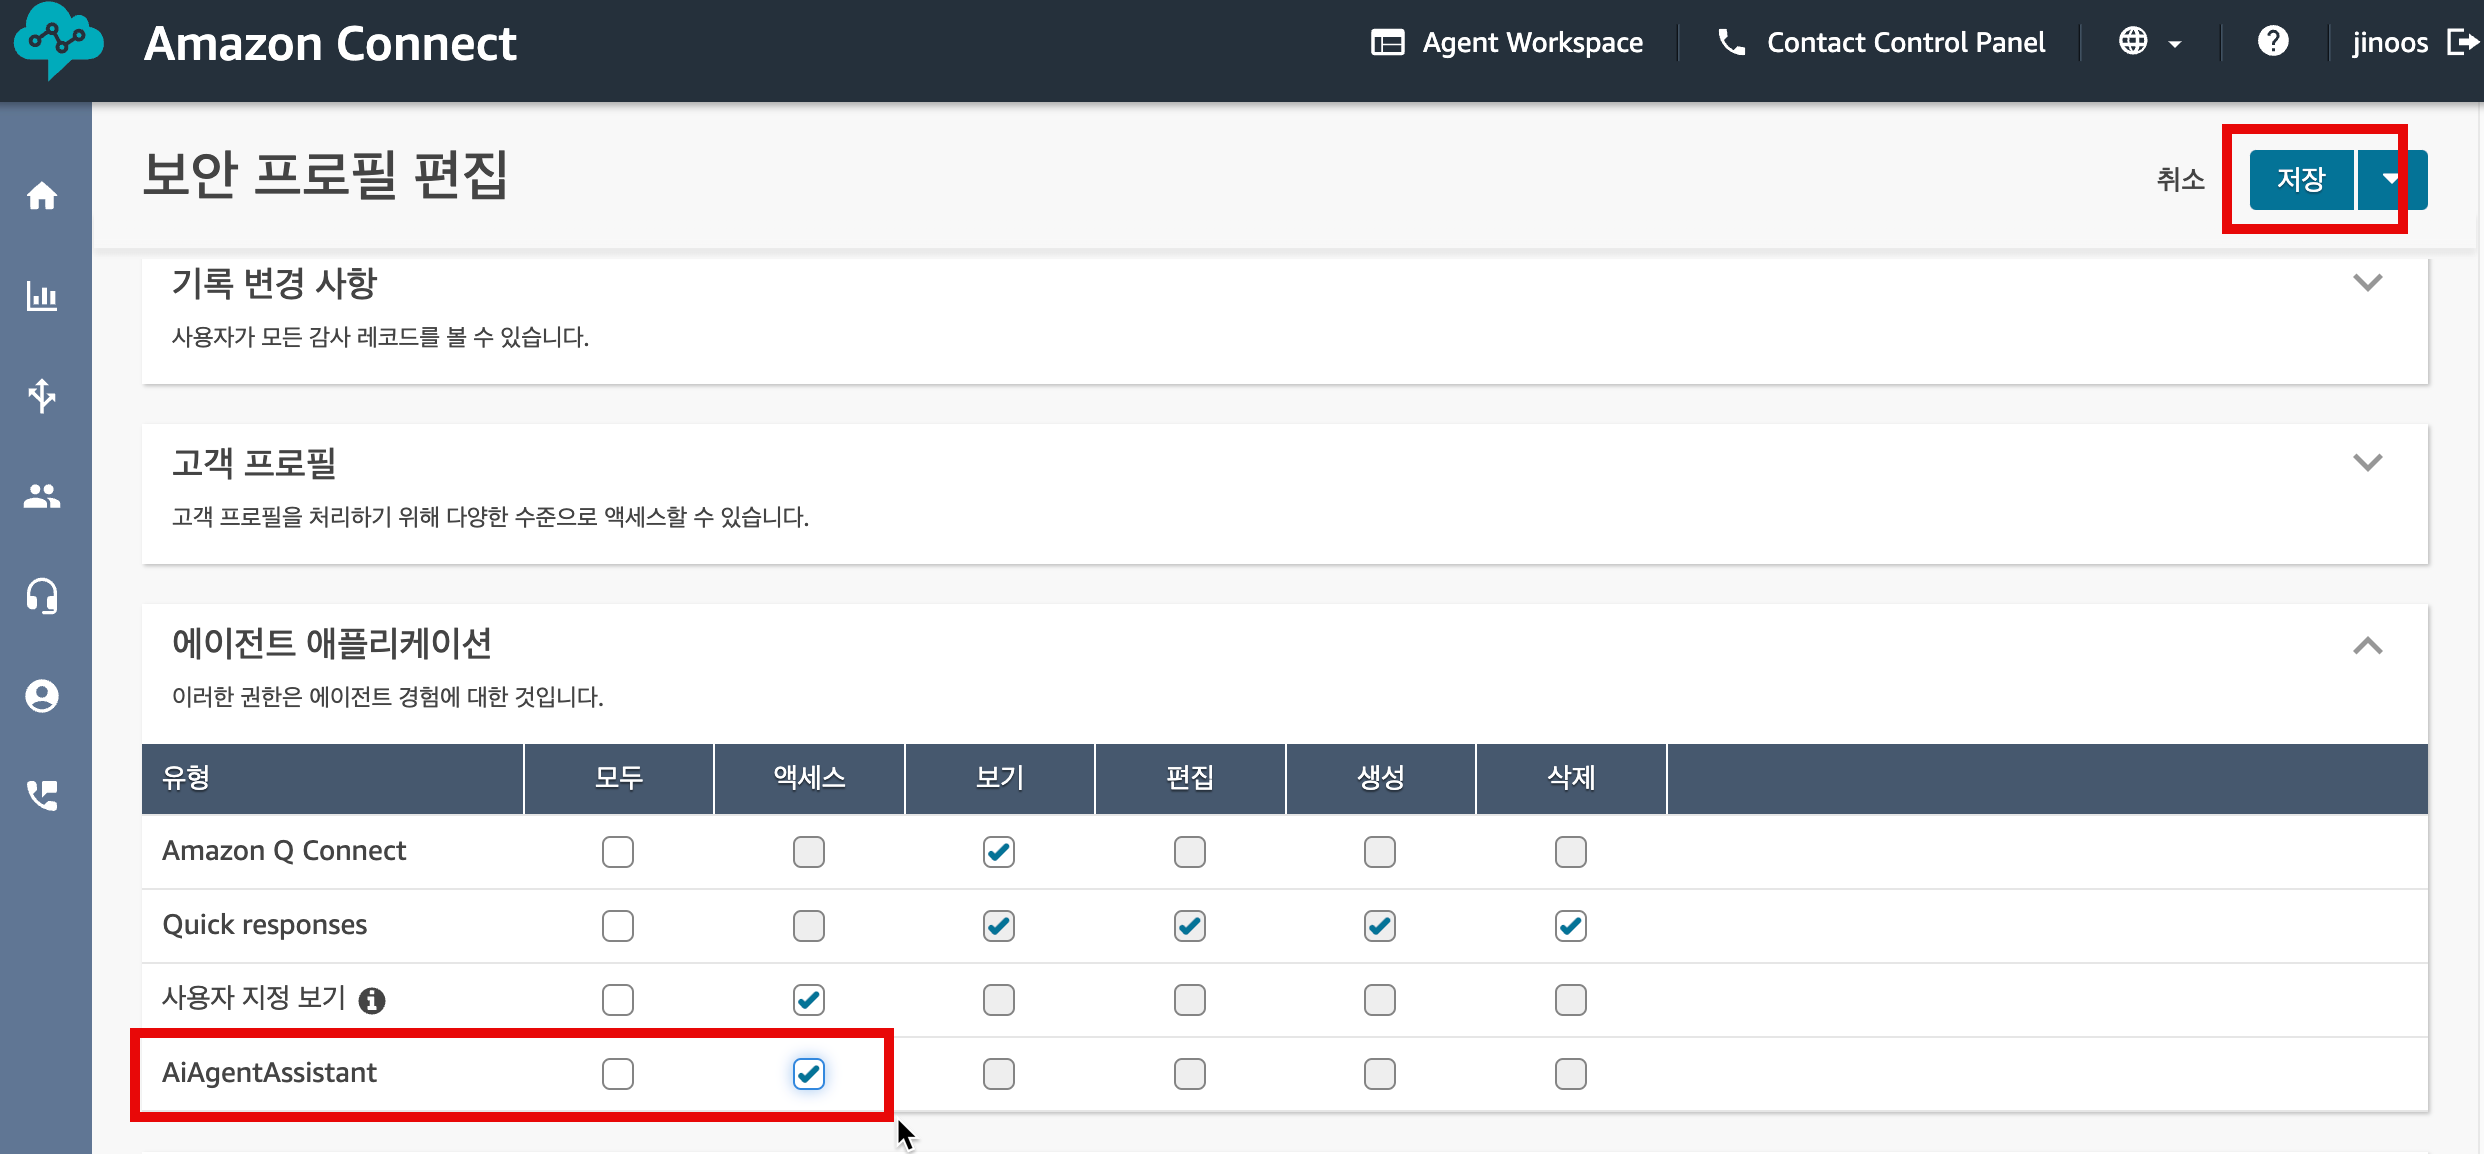 Amazon Connect
Agent Workspace
Contact Control Panel
jinoos
보안 프로필 편집
취소
저장
기록 변경 사항
사용자가 모든 감사 레코드를 볼 수 있습니다.
고객 프로필
고객 프로필을 처리하기 위해 다양한 수준으로 액세스할 수 있습니다.
에이전트 애플리케이션
이러한 권한은 에이전트 경험에 대한 것입니다.
유형 모두 액세스 보기 편집 생성 삭제
Amazon Q Connect
Quick responses
사용자 지정 보기
AiAgentAssistant